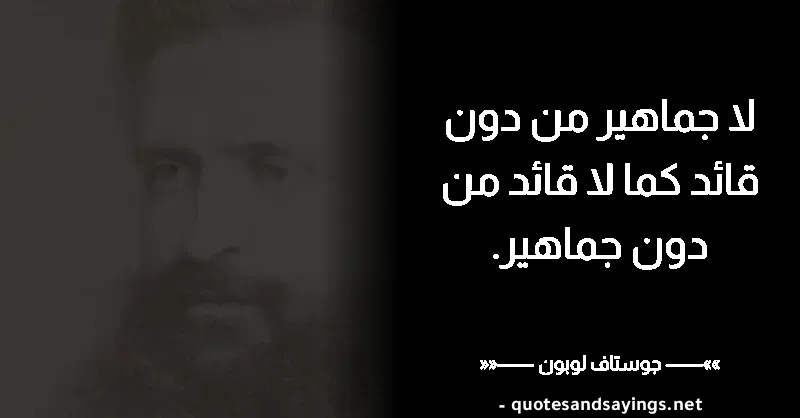 لا جماهير من دون
قائد كما لا قائد من
دون جماهير.
»»—— جوستاف لوبون ——««
- quotesandsayings.net